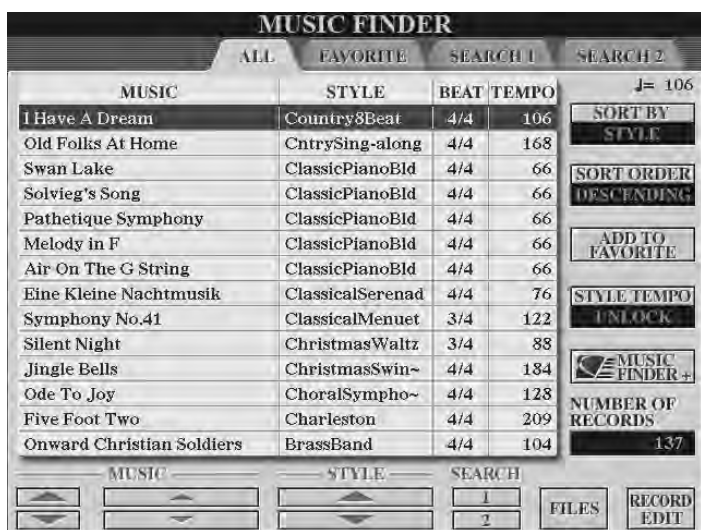 MUSIC FINDER
ALL FAVORITE SEARCH 1 SEARCH 2
MUSIC STYLE BEAT TEMPO ♩= 106
I Have A Dream Country8Beat 4/4 106
Old Folks At Home CntrySing-along 4/4 168
Swan Lake ClassicPianoBld 4/4 66
Solvieg's Song ClassicPianoBld 4/4 66
Pathetique Symphony ClassicPianoBld 4/4 66
Melody in F ClassicPianoBld 4/4 66
Air On The G String ClassicPianoBld 4/4 66
Eine Kleine Nachtmusik ClassicalSerenad 4/4 76
Symphony No.41 ClassicalMenuet 3/4 122
Silent Night ChristmasWaltz 3/4 88
Jingle Bells ChristmasSwin~ 4/4 184
Ode To Joy ChoralSympho~ 4/4 128
Five Foot Two Charleston 4/4 209
Onward Christian Soldiers BrassBand 4/4 104
SORT BY
STYLE
SORT ORDER
DESCENDING
ADD TO
FAVORITE
STYLE TEMPO
UNLOCK
MUSIC
FINDER +
NUMBER OF
RECORDS
137
MUSIC STYLE SEARCH
1
2
FILES
RECORD
EDIT